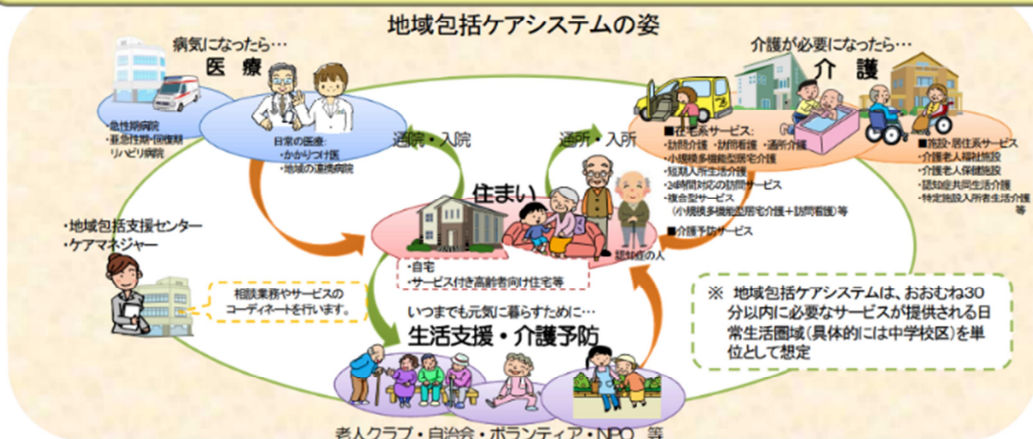 地域包括ケアシステムの姿
病気になったら…
医 療
・急性期病院
・亜急性期・回復期
リハビリ病院
日常の医療:
・かかりつけ医
・地域の連携病院
通院・入院
介護が必要になったら…
介 護
通所・入所
■在宅系サービス:
・訪問介護 ・訪問看護 ・通所介護
・小規模多機能型居宅介護
・短期入所生活介護
・24時間対応の訪問サービス
・複合型サービス
(小規模多機能型居宅介護+訪問看護)等
■介護予防サービス
■施設・居住系サービス
・介護老人福祉施設
・介護老人保健施設
・認知症共同生活介護
・特定施設入所者生活介護
等
住まい
認知症の人
・自宅
・サービス付き高齢者向け住宅等
・地域包括支援センター
・ケアマネジャー
相談業務やサービスの
コーディネートを行います。
いつまでも元気に暮らすために…
生活支援・介護予防
老人クラブ・自治会・ボランティア・NPO 等
※ 地域包括ケアシステムは、おおむね30
分以内に必要なサービスが提供される日
常生活圏域(具体的には中学校区)を単
位として想定